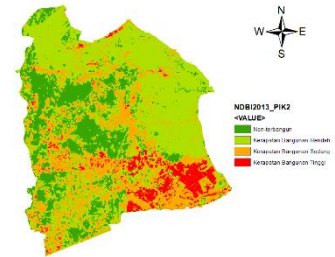 N
W E
S
NDBI2013_PIK2
<VALUE>
Non-terbangun
Kerapatan Bangunan Rendah
Kerapatan Bangunan Sedang
Kerapatan Bangunan Tinggi